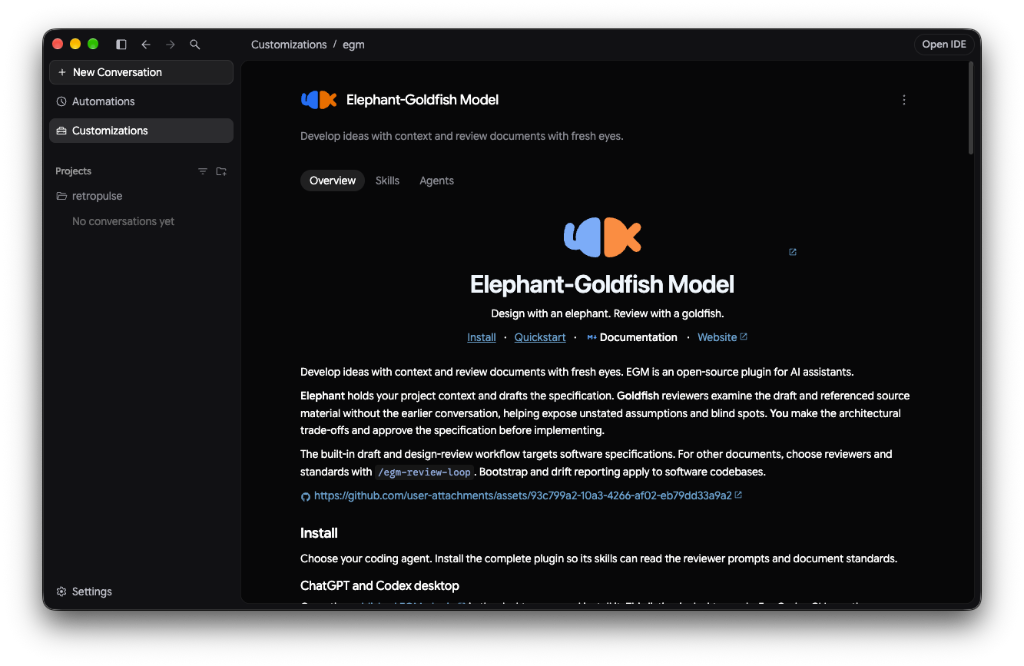 Customizations / egm
Open IDE
+ New Conversation
Automations
Customizations
Projects
retropulse
No conversations yet
Settings
Elephant-Goldfish Model
Develop ideas with context and review documents with fresh eyes.
Overview Skills Agents
Elephant-Goldfish Model
Design with an elephant. Review with a goldfish.
Install · Quickstart · M↓ Documentation · Website
Develop ideas with context and review documents with fresh eyes. EGM is an open-source plugin for AI assistants.
Elephant holds your project context and drafts the specification. Goldfish reviewers examine the draft and referenced source
material without the earlier conversation, helping expose unstated assumptions and blind spots. You make the architectural
trade-offs and approve the specification before implementing.
The built-in draft and design-review workflow targets software specifications. For other documents, choose reviewers and
standards with /egm-review-loop. Bootstrap and drift reporting apply to software codebases.
https://github.com/user-attachments/assets/93c799a2-10a3-4266-af02-eb79dd33a9a2
Install
Choose your coding agent. Install the complete plugin so its skills can read the reviewer prompts and document standards.
ChatGPT and Codex desktop